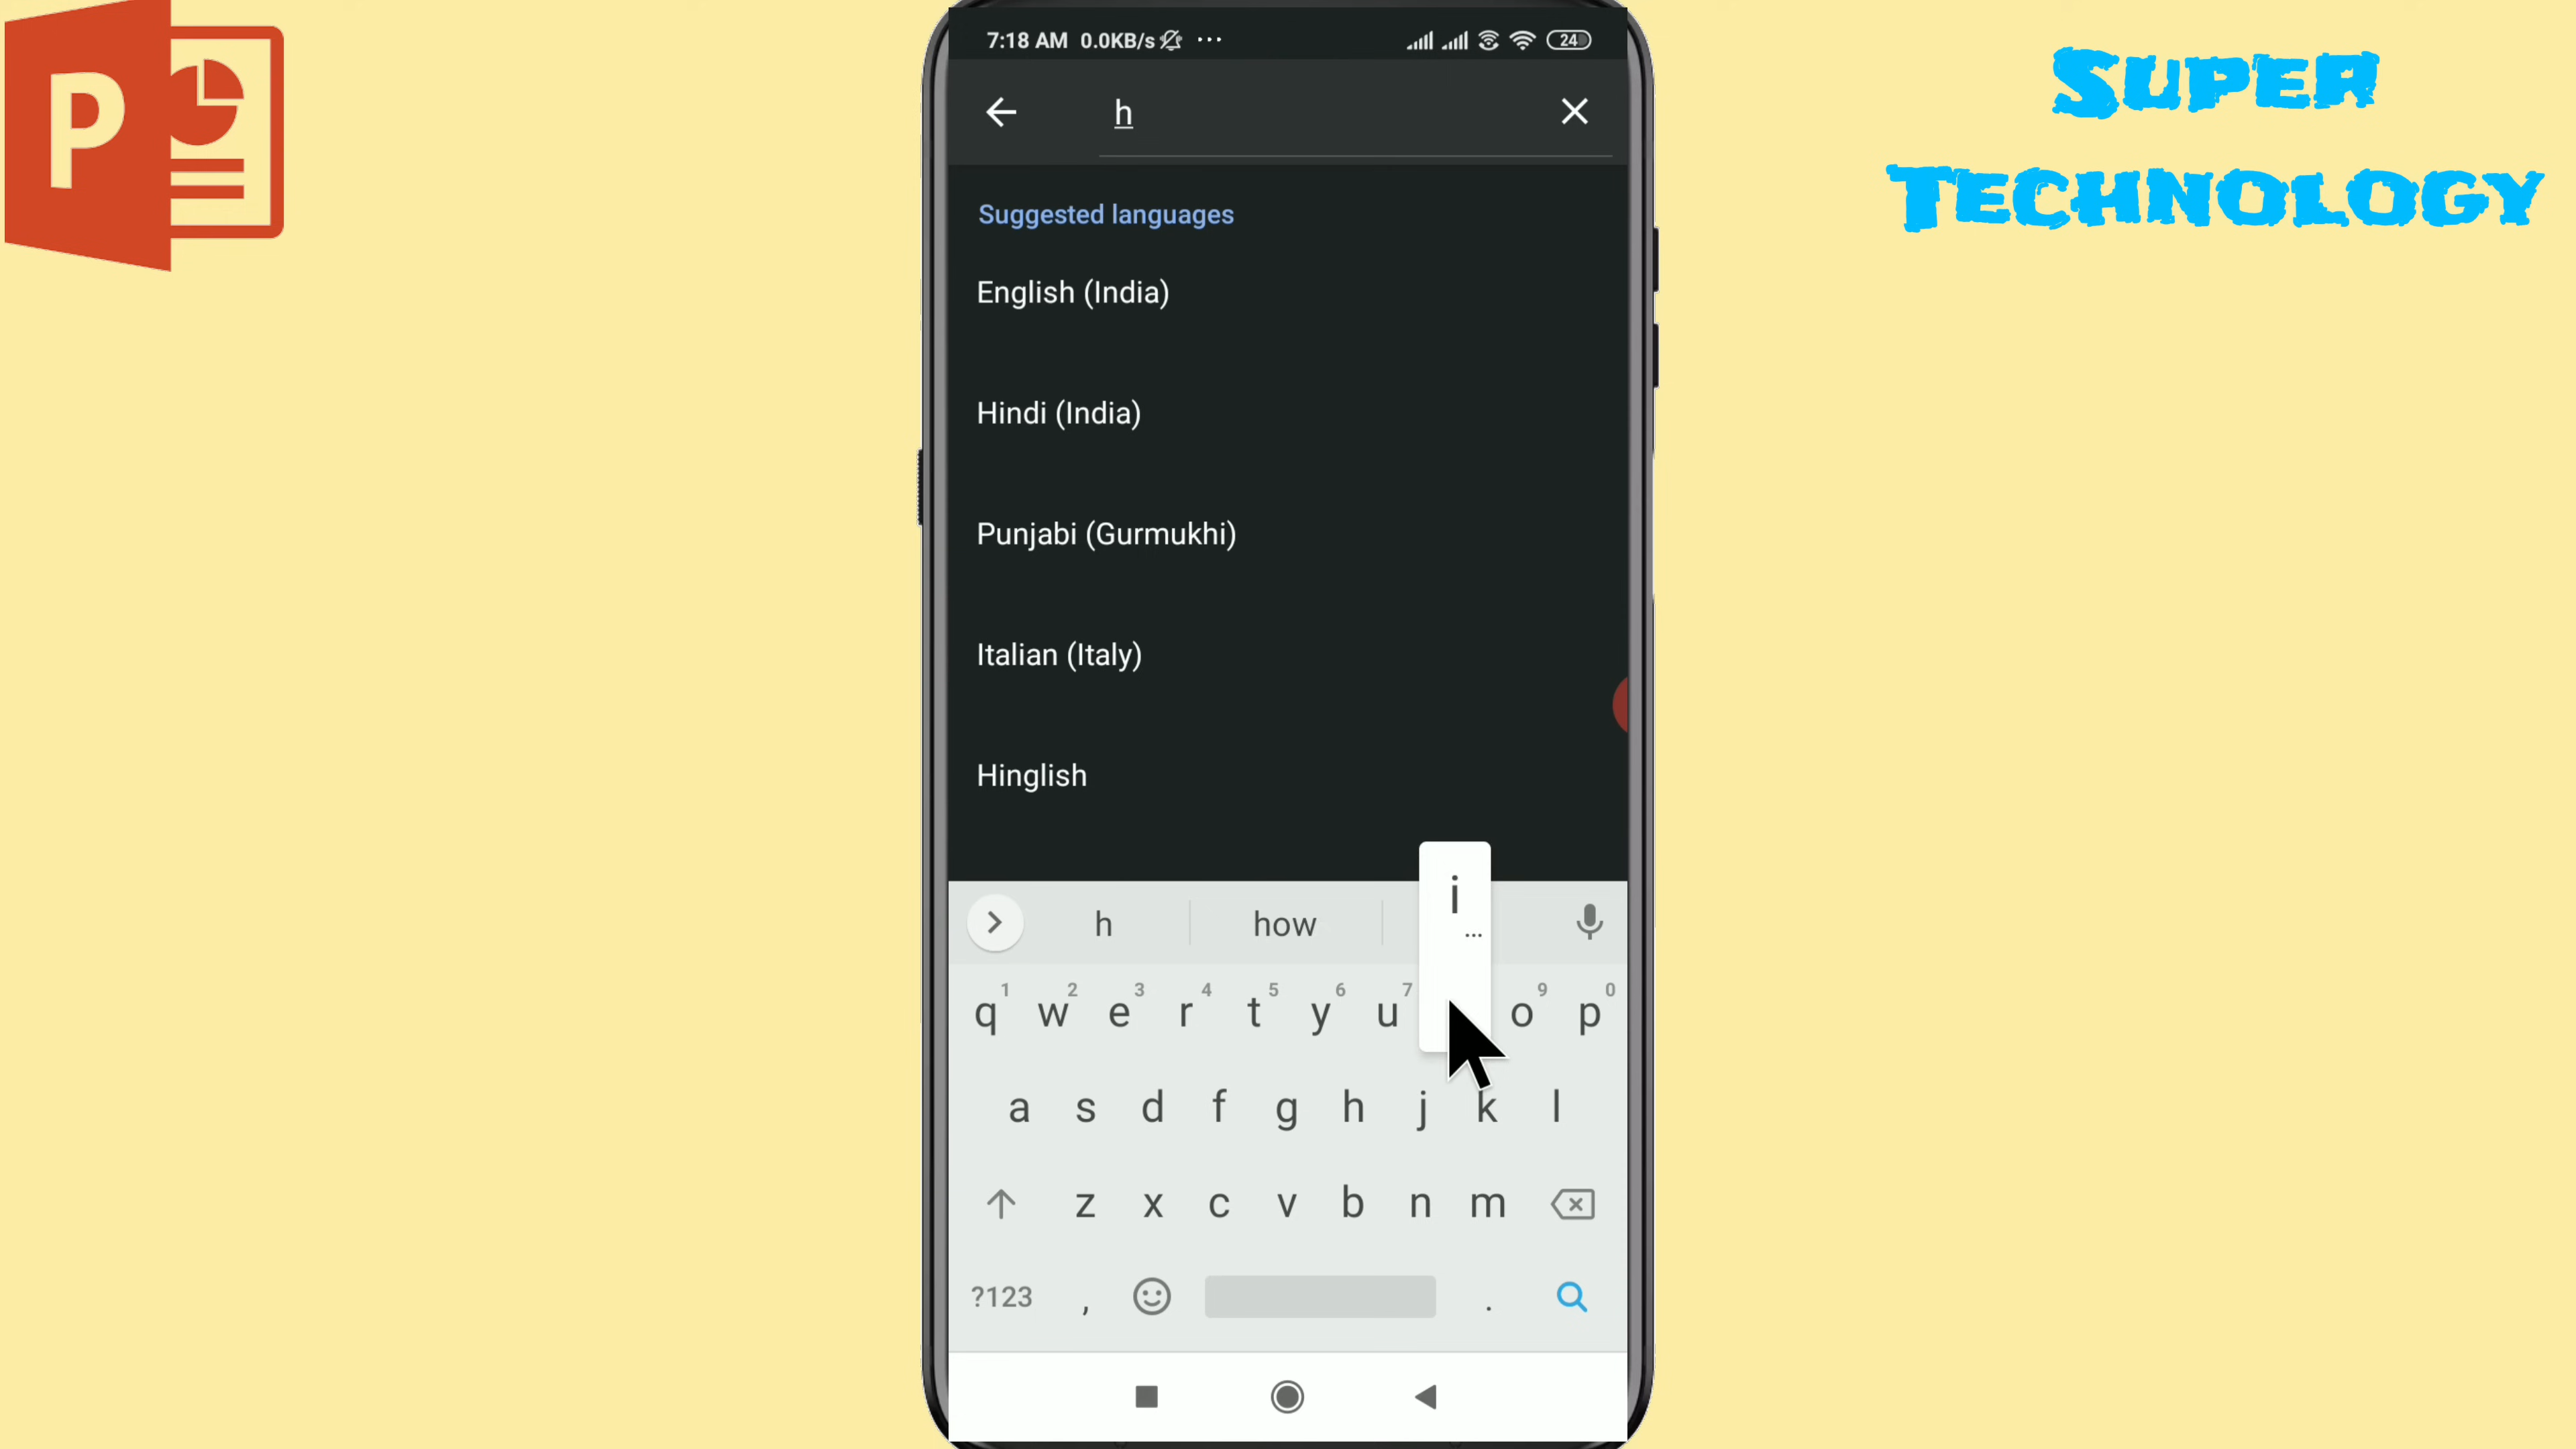 P
SUPER
TECHNOLOGY
7:18 AM 0.0KB/s ... 24
h
Suggested languages
English (India)
Hindi (India)
Punjabi (Gurmukhi)
Italian (Italy)
Hinglish
i
...
h how
1 2 3 4 5 6 7 9 0
q w e r t y u o p
a s d f g h j k l
z x c v b n m
?123 , .